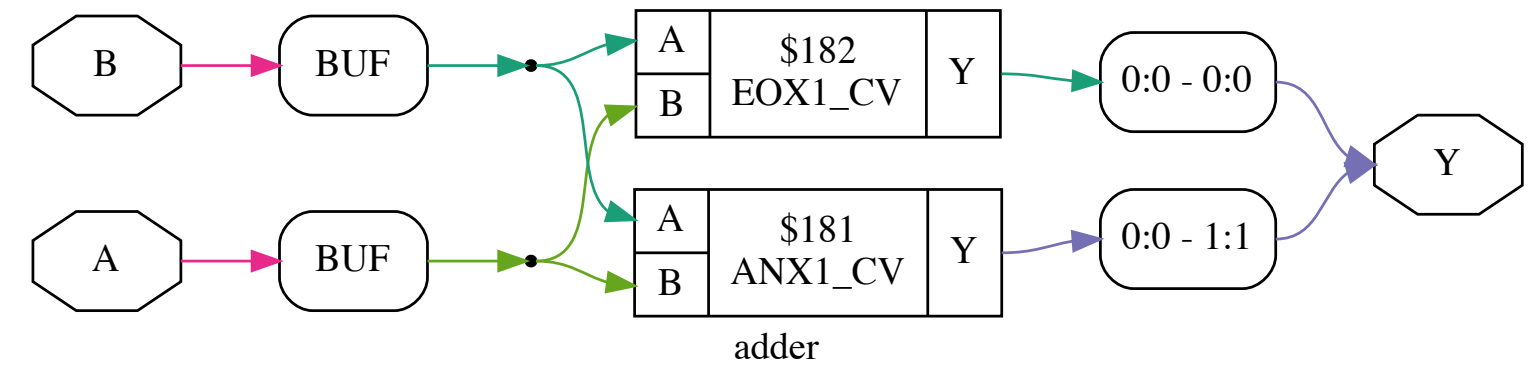 B
BUF
A
B
$182
EOX1_CV
Y
0:0 - 0:0
Y
A
BUF
A
B
$181
ANX1_CV
Y
0:0 - 1:1
adder